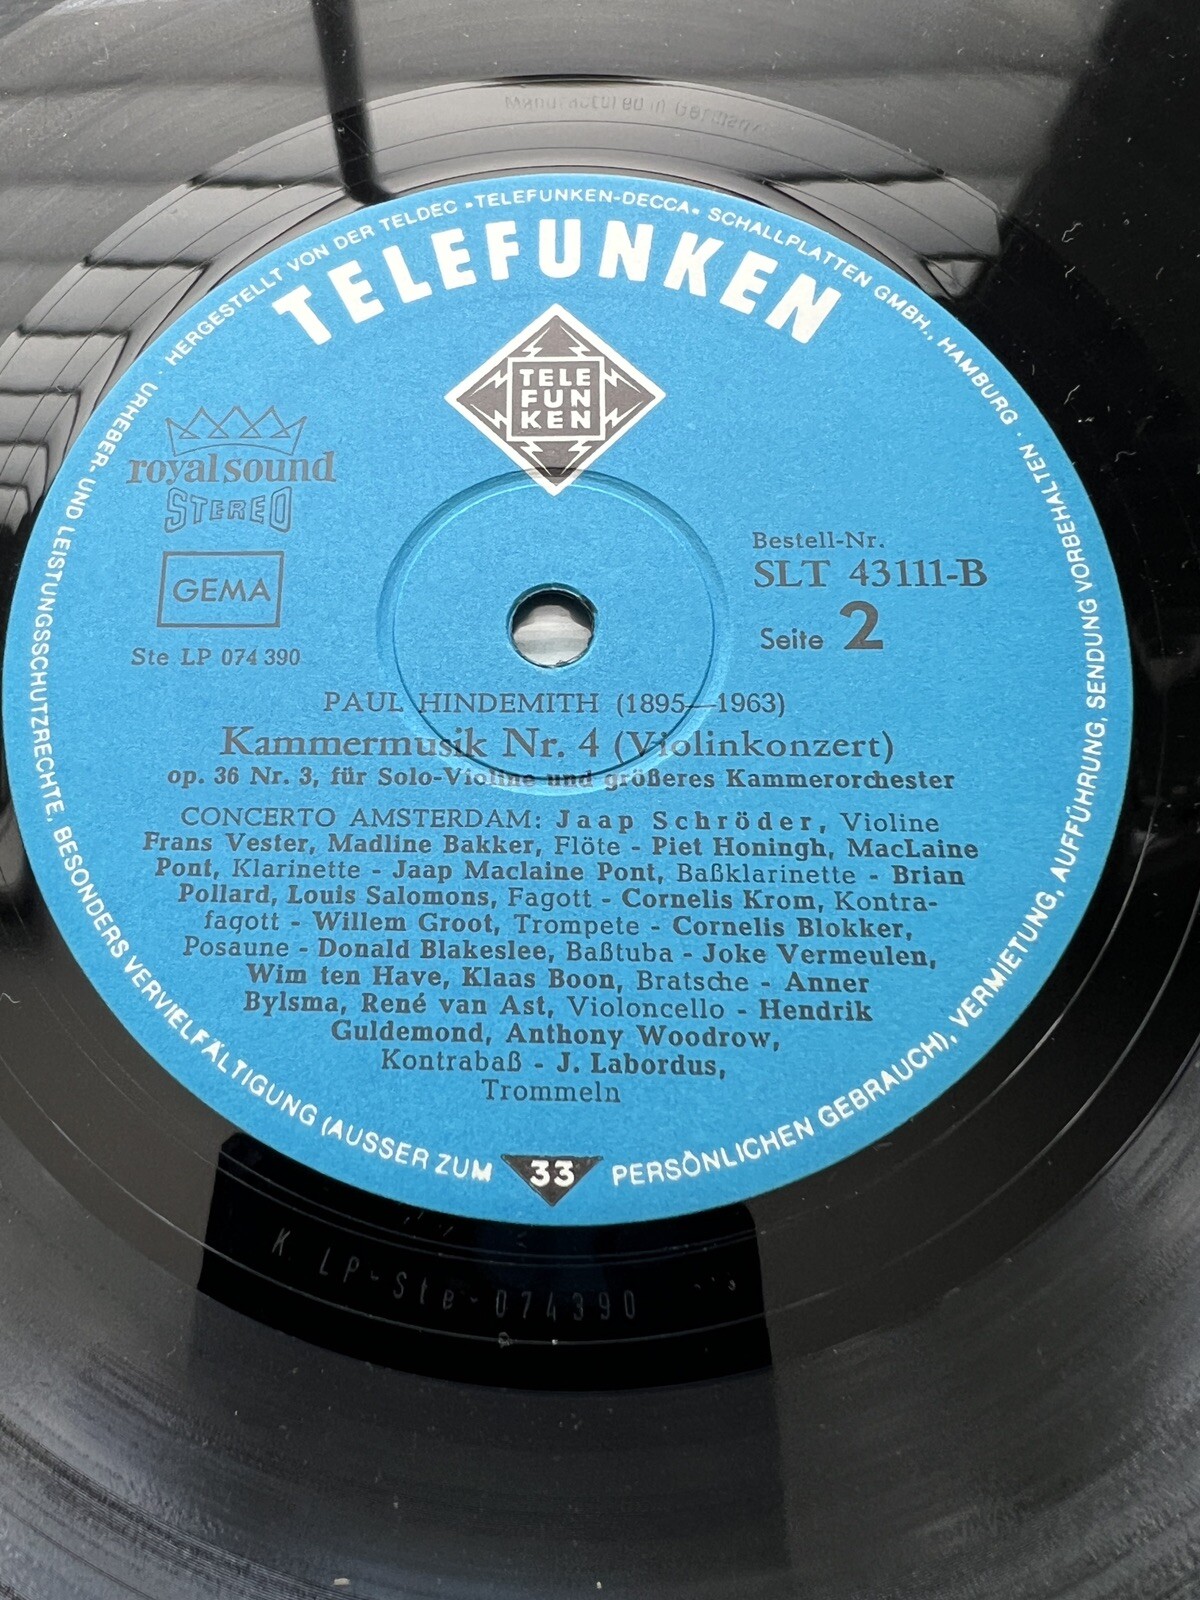 URHEBER- UND LEISTUNGSSCHUTZRECHTE, BESONDERS VERVIELFÄLTIGUNG (AUSSER ZUM PERSÖNLICHEN GEBRAUCH), VERMIETUNG, AUFFÜHRUNG, SENDUNG VORBEHALTEN · HERGESTELLT VON DER TELDEC •TELEFUNKEN-DECCA• SCHALLPLATTEN GMBH., HAMBURG ·
TELEFUNKEN
TELE
FUN
KEN
royal sound
STEREO
GEMA
Ste LP 074 390
Bestell-Nr.
SLT 43111-B
Seite 2
PAUL HINDEMITH (1895—1963)
Kammermusik Nr. 4 (Violinkonzert)
op. 36 Nr. 3, für Solo-Violine und größeres Kammerorchester
CONCERTO AMSTERDAM: Jaap Schröder, Violine
Frans Vester, Madline Bakker, Flöte - Piet Honingh, MacLaine
Pont, Klarinette - Jaap Maclaine Pont, Baßklarinette - Brian
Pollard, Louis Salomons, Fagott - Cornelis Krom, Kontra-
fagott - Willem Groot, Trompete - Cornelis Blokker,
Posaune - Donald Blakeslee, Baßtuba - Joke Vermeulen,
Wim ten Have, Klaas Boon, Bratsche - Anner
Bylsma, René van Ast, Violoncello - Hendrik
Guldemond, Anthony Woodrow,
Kontrabaß - J. Labordus,
Trommeln
33
K. LP-Ste-074390